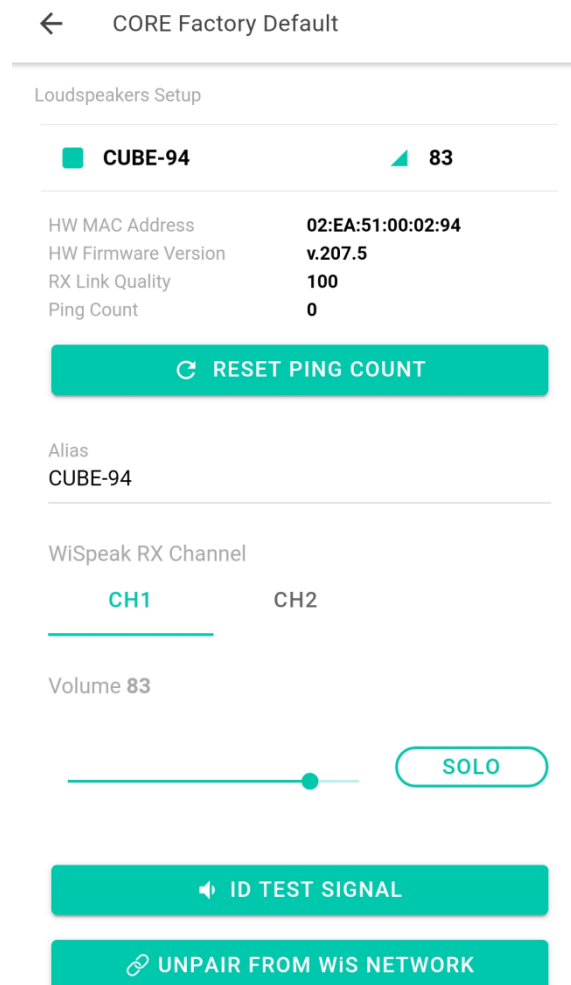 CORE Factory Default
Loudspeakers Setup
CUBE-94 83
HW MAC Address 02:EA:51:00:02:94
HW Firmware Version v.207.5
RX Link Quality 100
Ping Count 0
RESET PING COUNT
Alias
CUBE-94
WiSpeak RX Channel
CH1 CH2
Volume 83
SOLO
ID TEST SIGNAL
UNPAIR FROM WiS NETWORK